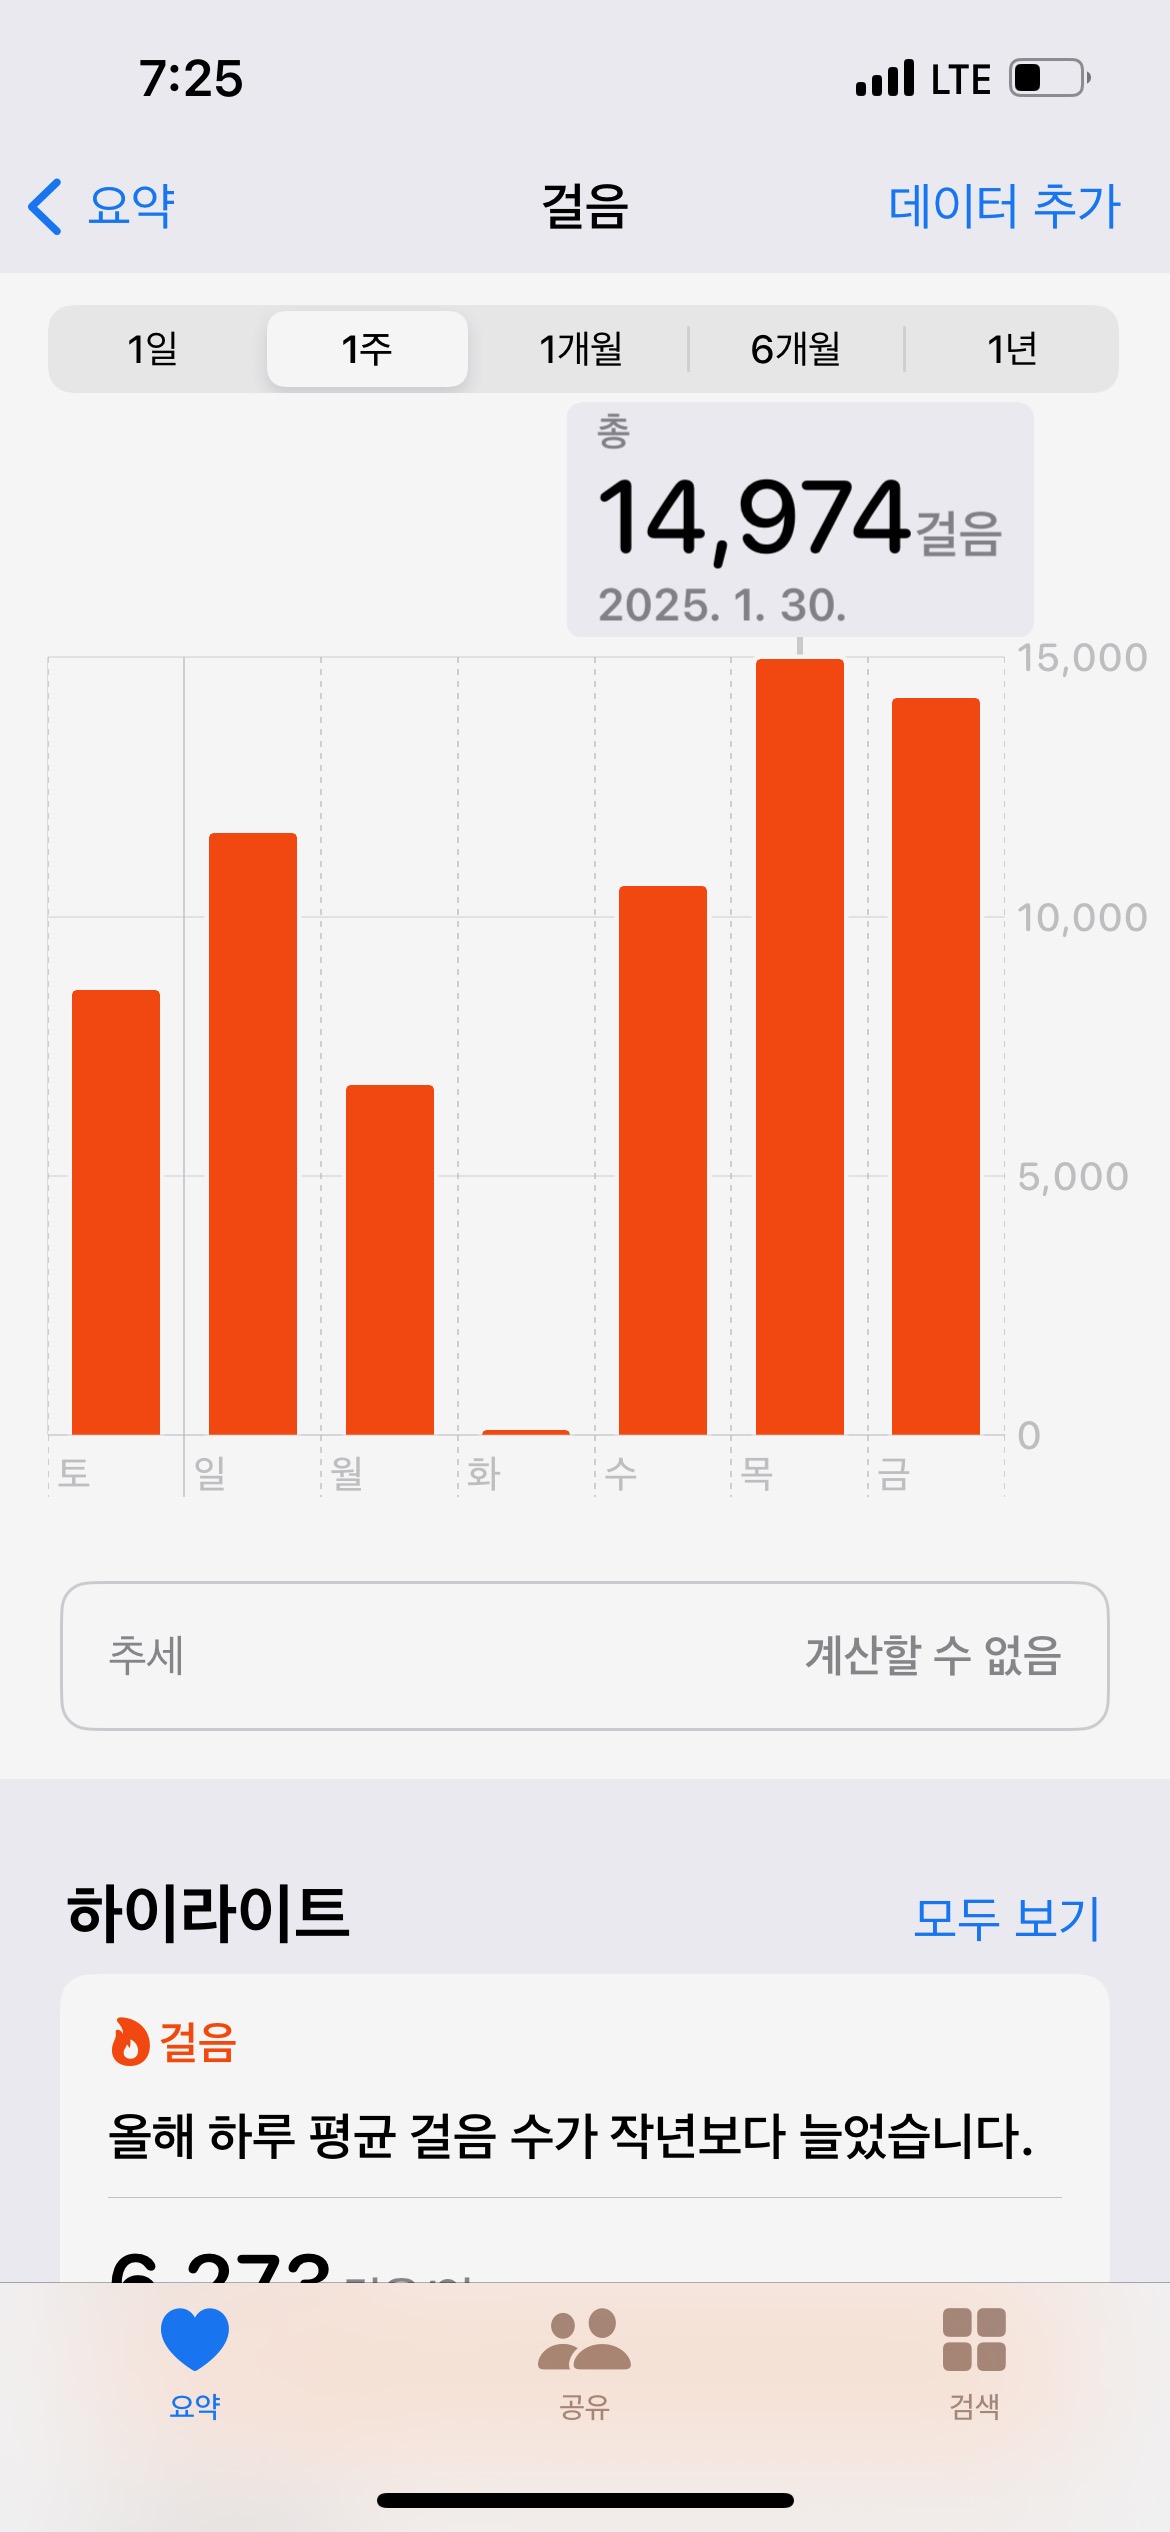 7:25 LTE
요약 걸음 데이터 추가
1일 1주 1개월 6개월 1년
총
14,974걸음
2025. 1. 30.
15,000
10,000
5,000
0
토 일 월 화 수 목 금
추세 계산할 수 없음
하이라이트 모두 보기
걸음
올해 하루 평균 걸음 수가 작년보다 늘었습니다.
6,273
요약 공유 검색